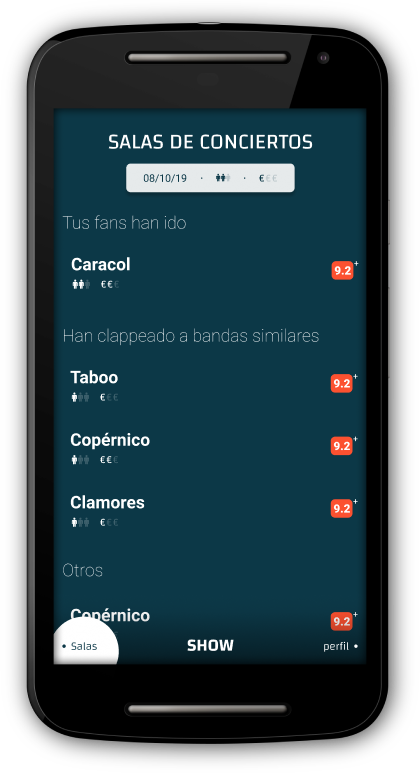 SALAS DE CONCIERTOS
08/10/19 · · €€€
Tus fans han ido
Caracol 9.2+
€€€
Han clappeado a bandas similares
Taboo 9.2+
€€€
Copérnico 9.2+
€€€
Clamores 9.2+
€€€
Otros
Copérnico 9.2+
• Salas SHOW perfil •